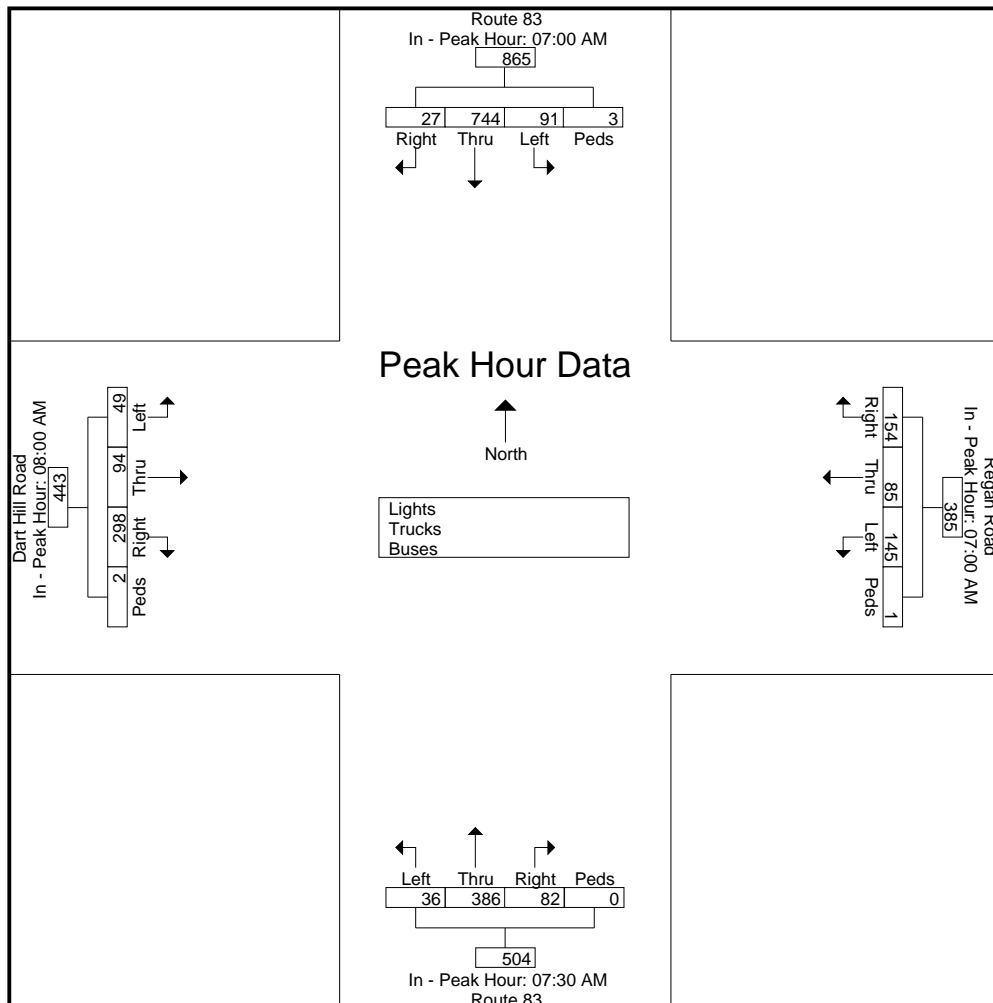 Route 83
In - Peak Hour: 07:00 AM
865
27 744 91 3
Right Thru Left Peds
Peak Hour Data
North
Lights
Trucks
Buses
Dart Hill Road
In - Peak Hour: 08:00 AM
443
49 94 298 2
Left Thru Right Peds
Regan Road
In - Peak Hour: 07:00 AM
385
154 85 145 1
Right Thru Left Peds
Left Thru Right Peds
36 386 82 0
504
In - Peak Hour: 07:30 AM
Route 83